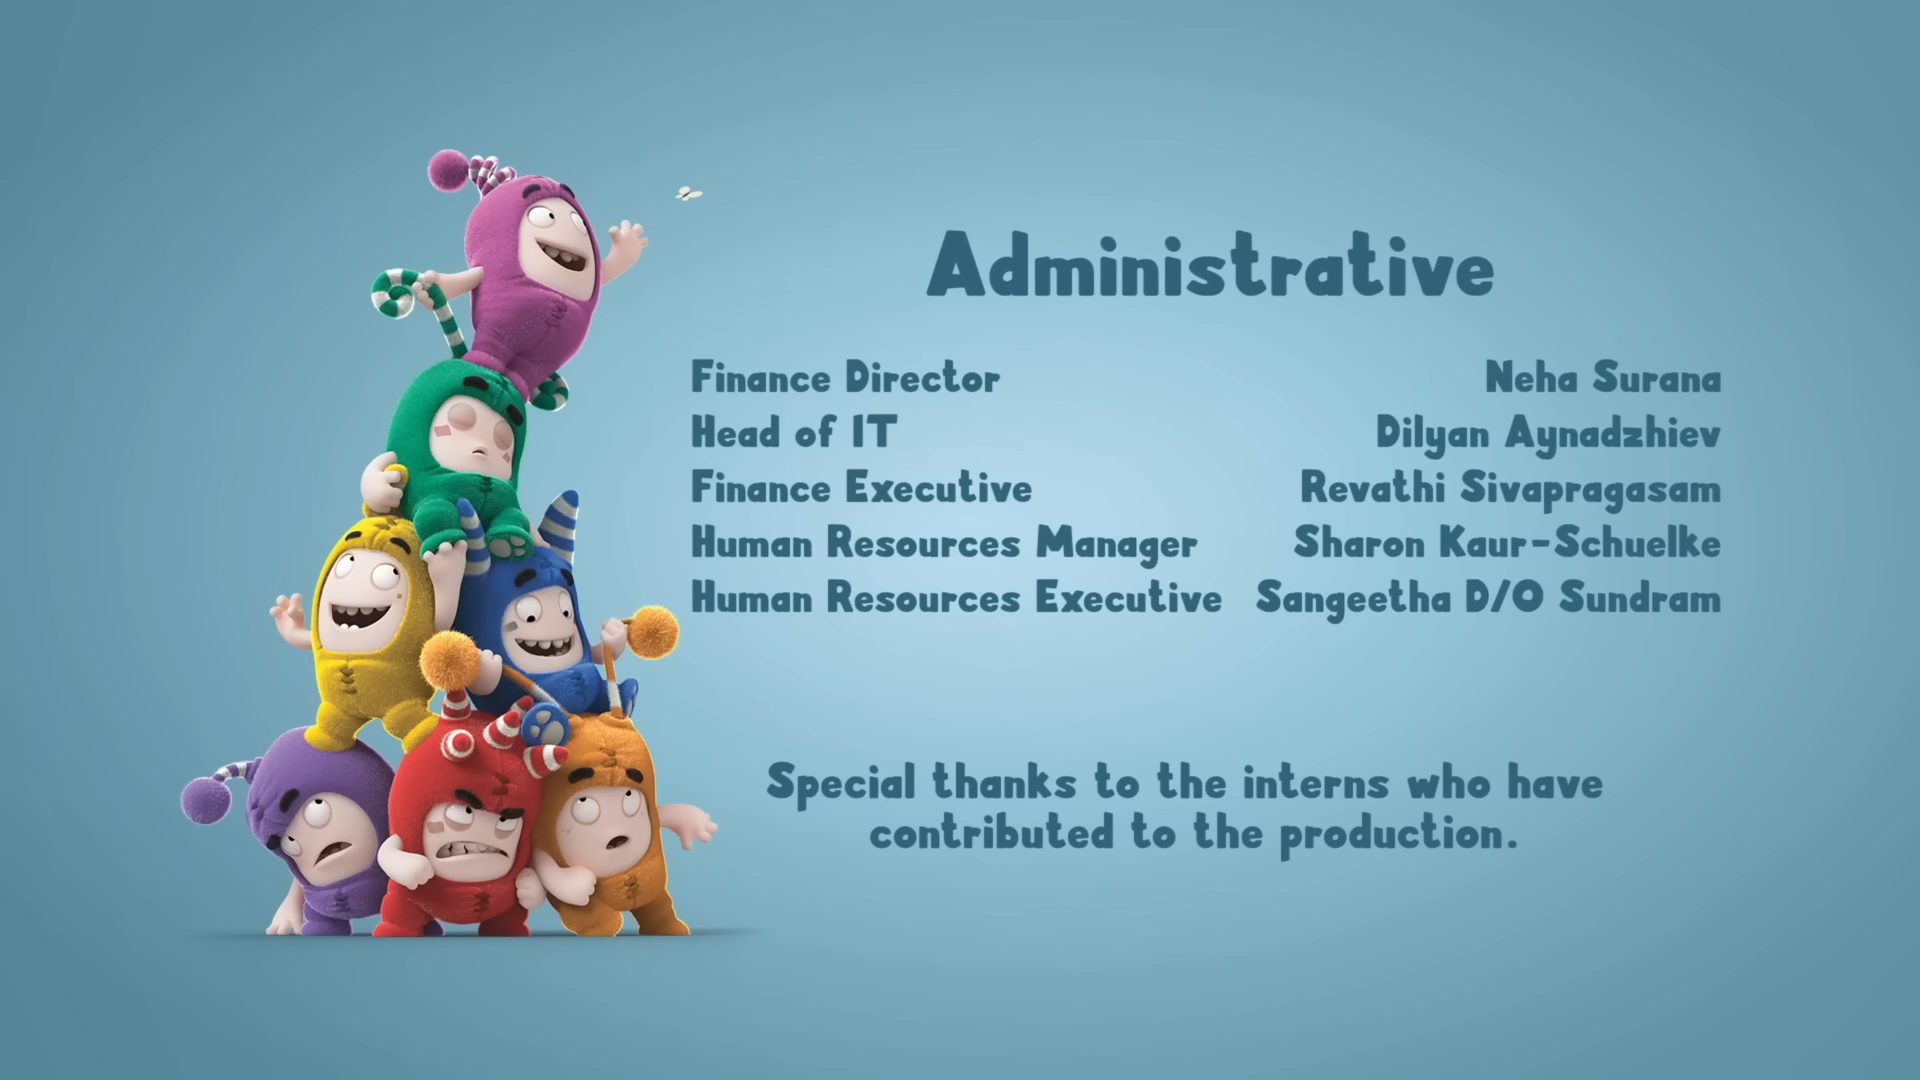 Administrative
Finance Director Neha Surana
Head of IT Dilyan Aynadzhiev
Finance Executive Revathi Sivapragasam
Human Resources Manager Sharon Kaur-Schuelke
Human Resources Executive Sangeetha D/O Sundram
Special thanks to the interns who have
contributed to the production.